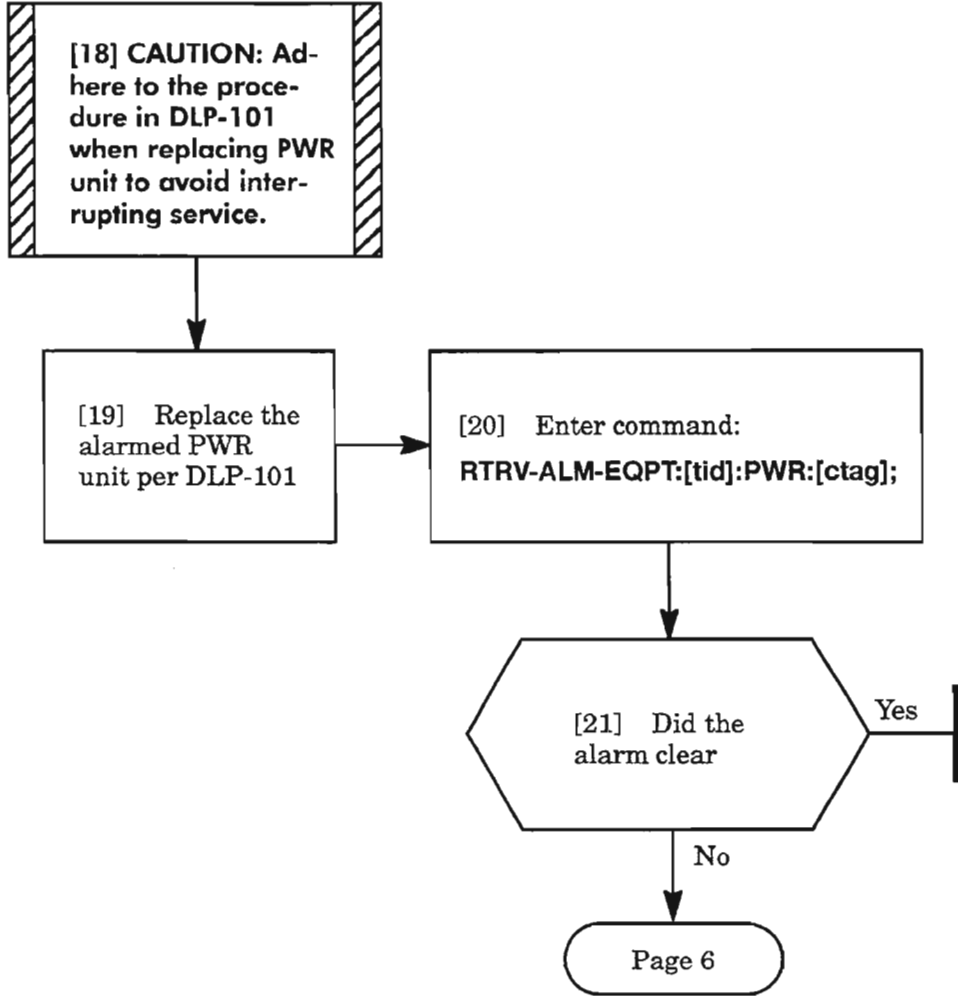 [18] CAUTION: Ad-
here to the proce-
dure in DLP-101
when replacing PWR
unit to avoid inter-
rupting service.
[19] Replace the
alarmed PWR
unit per DLP-101
[20] Enter command:
RTRV-ALM-EQPT:[tid]:PWR:[ctag];
[21] Did the
alarm clear
Yes
No
Page 6